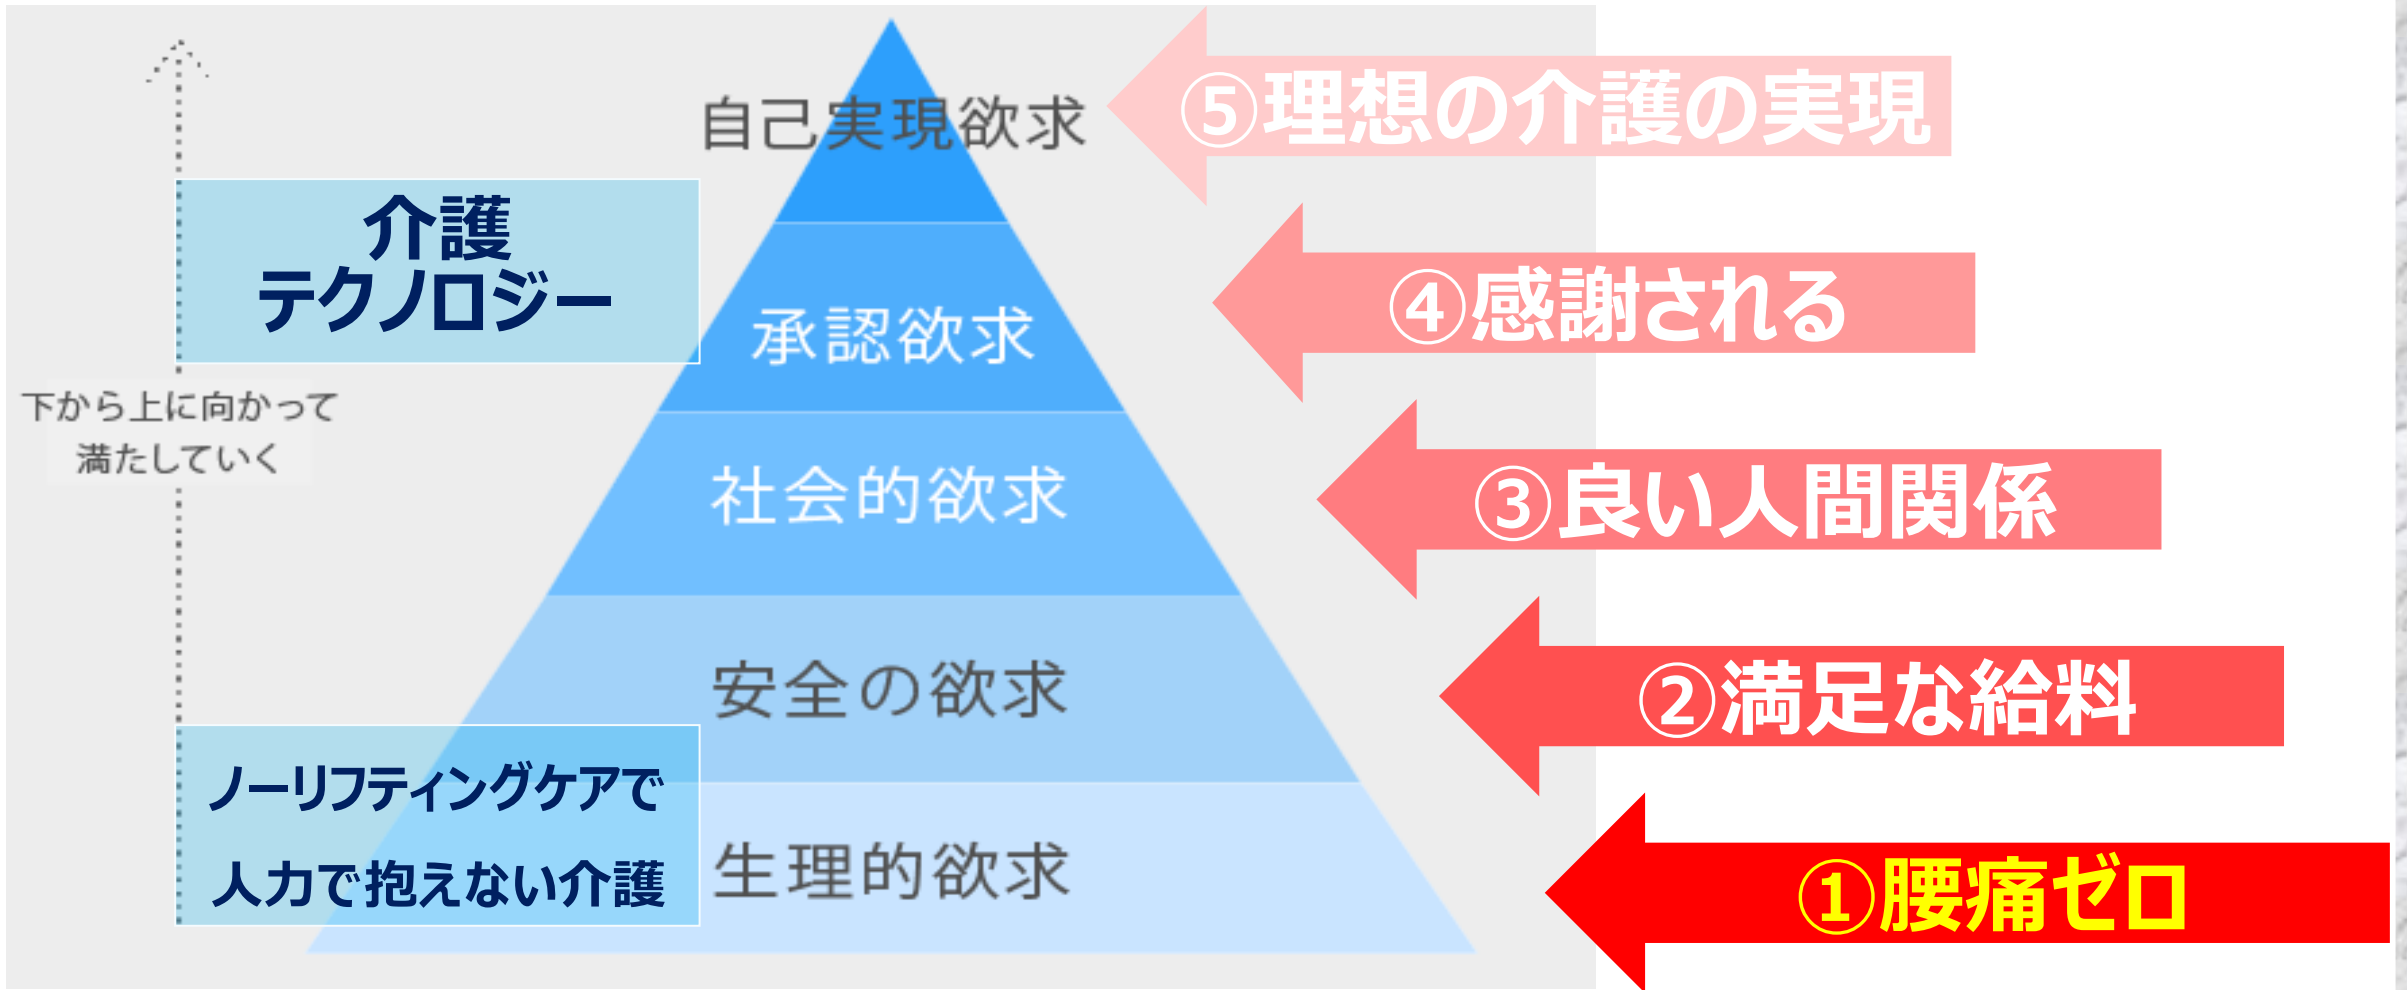 自己実現欲求
⑤理想の介護の実現
介護
テクノロジー
承認欲求
④感謝される
下から上に向かって
満たしていく
社会的欲求
③良い人間関係
安全の欲求
②満足な給料
ノーリフティングケアで
人力で抱えない介護
生理的欲求
①腰痛ゼロ